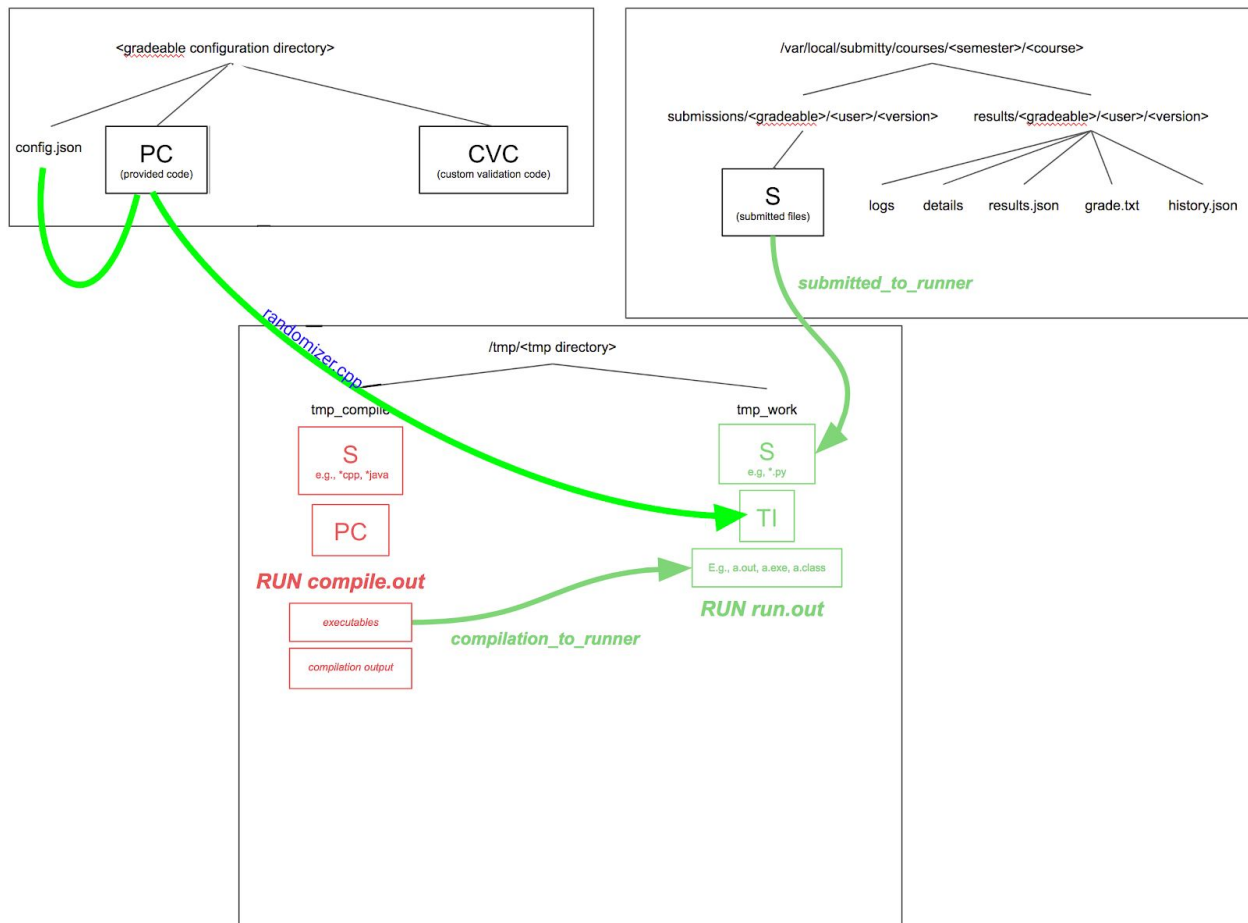 <gradeable configuration directory>
config.json
PC
(provided code)
CVC
(custom validation code)
/var/local/submitty/courses/<semester>/<course>
submissions/<gradeable>/<user>/<version>
results/<gradeable>/<user>/<version>
S
(submitted files)
logs
details
results.json
grade.txt
history.json
submitted_to_runner
randomizer.cpp
/tmp/<tmp directory>
tmp_compile
tmp_work
S
e.g., *cpp, *java
PC
RUN compile.out
executables
compilation output
S
e.g, *.py
TI
E.g., a.out, a.exe, a.class
RUN run.out
compilation_to_runner